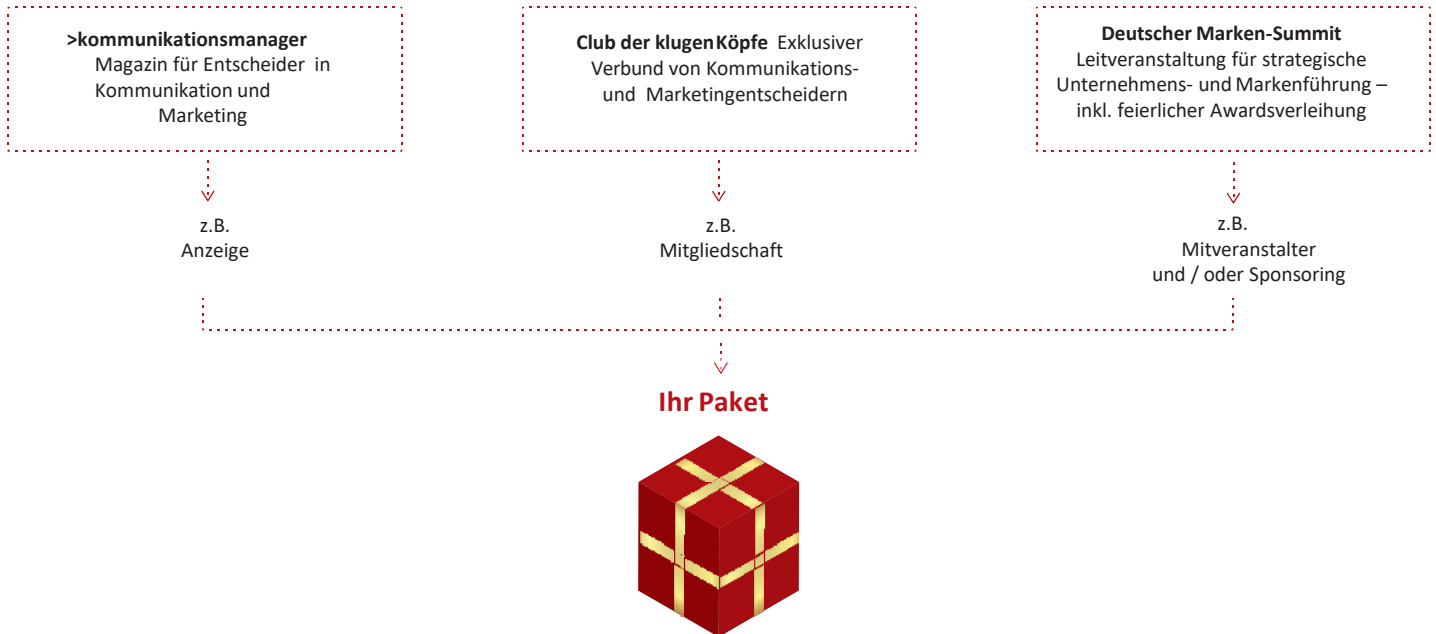 >kommunikationsmanager
Magazin für Entscheider in
Kommunikation und
Marketing
z.B.
Anzeige
Club der klugen Köpfe Exklusiver
Verbund von Kommunikations-
und Marketingentscheidern
z.B.
Mitgliedschaft
Deutscher Marken-Summit
Leitveranstaltung für strategische
Unternehmens- und Markenführung –
inkl. feierlicher Awardsverleihung
z.B.
Mitveranstalter
und / oder Sponsoring
Ihr Paket